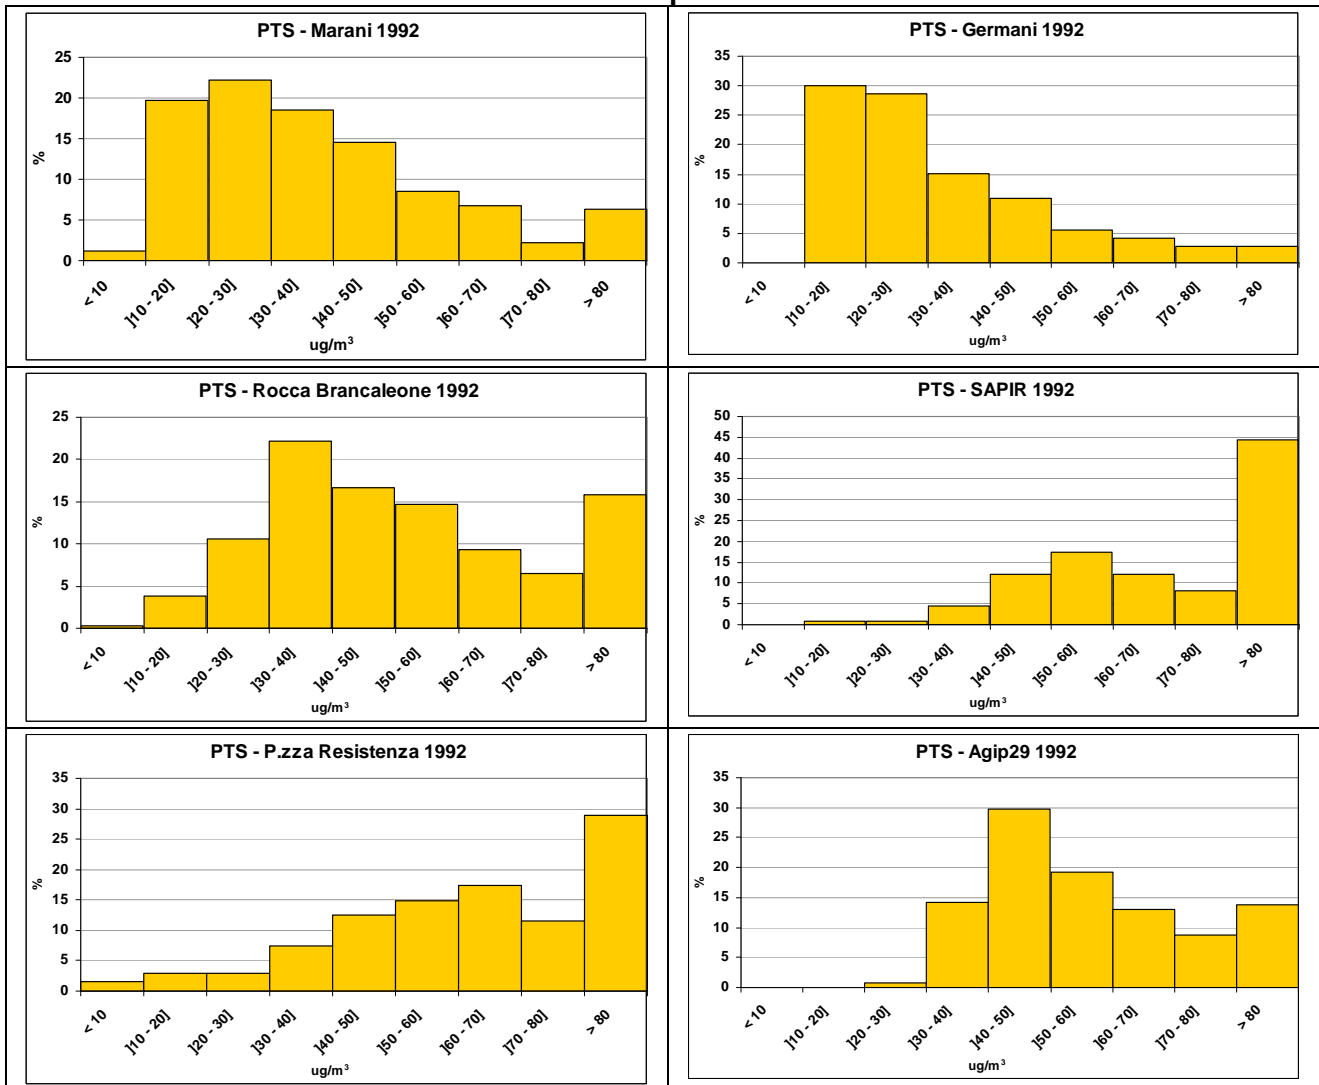 PTS - Marani 1992
25
20
15
10
5
0
%
< 10
]10 - 20]
]20 - 30]
]30 - 40]
]40 - 50]
]50 - 60]
]60 - 70]
]70 - 80]
> 80
ug/m³
PTS - Germani 1992
35
30
25
20
15
10
5
0
%
< 10
]10 - 20]
]20 - 30]
]30 - 40]
]40 - 50]
]50 - 60]
]60 - 70]
]70 - 80]
> 80
ug/m³
PTS - Rocca Brancaleone 1992
25
20
15
10
5
0
%
< 10
]10 - 20]
]20 - 30]
]30 - 40]
]40 - 50]
]50 - 60]
]60 - 70]
]70 - 80]
> 80
ug/m³
PTS - SAPIR 1992
50
45
40
35
30
25
20
15
10
5
0
%
< 10
]10 - 20]
]20 - 30]
]30 - 40]
]40 - 50]
]50 - 60]
]60 - 70]
]70 - 80]
> 80
ug/m³
PTS - P.zza Resistenza 1992
35
30
25
20
15
10
5
0
%
< 10
]10 - 20]
]20 - 30]
]30 - 40]
]40 - 50]
]50 - 60]
]60 - 70]
]70 - 80]
> 80
ug/m³
PTS - Agip29 1992
35
30
25
20
15
10
5
0
%
< 10
]10 - 20]
]20 - 30]
]30 - 40]
]40 - 50]
]50 - 60]
]60 - 70]
]70 - 80]
> 80
ug/m³